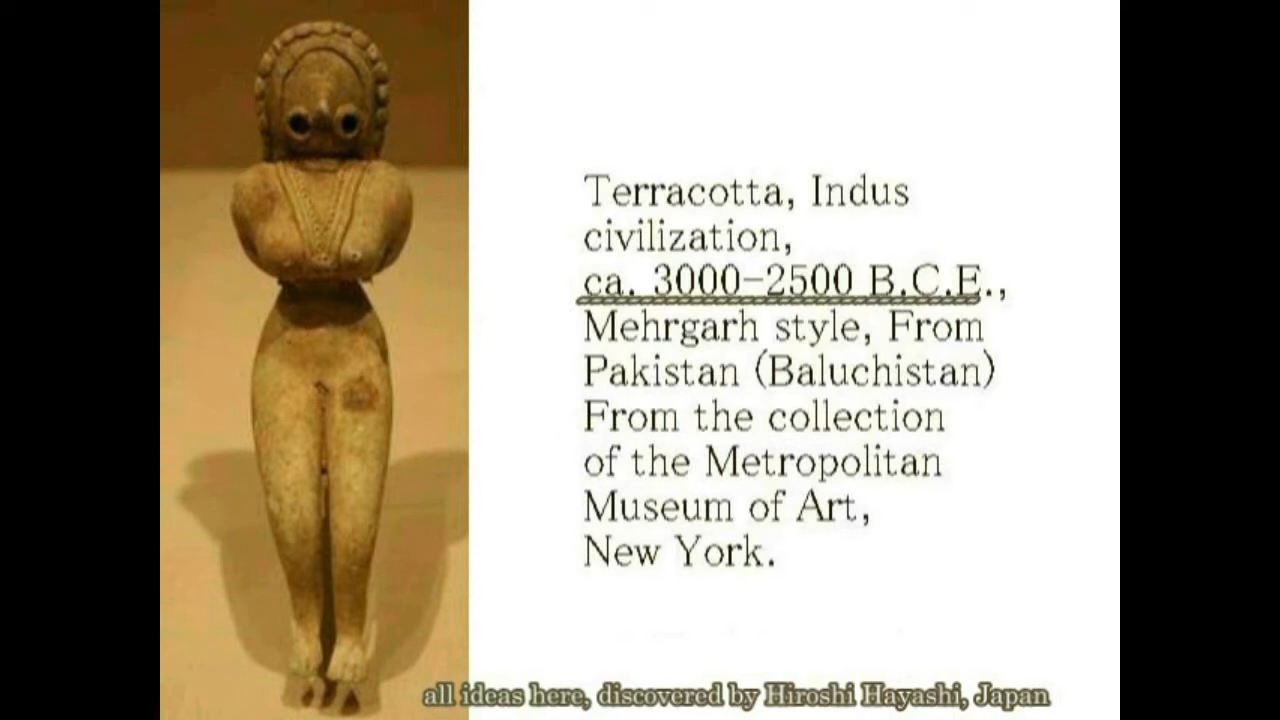 Terracotta, Indus
civilization,
ca. 3000-2500 B.C.E.,
Mehrgarh style, From
Pakistan (Baluchistan)
From the collection
of the Metropolitan
Museum of Art,
New York.
all ideas here, discovered by Hiroshi Hayashi, Japan